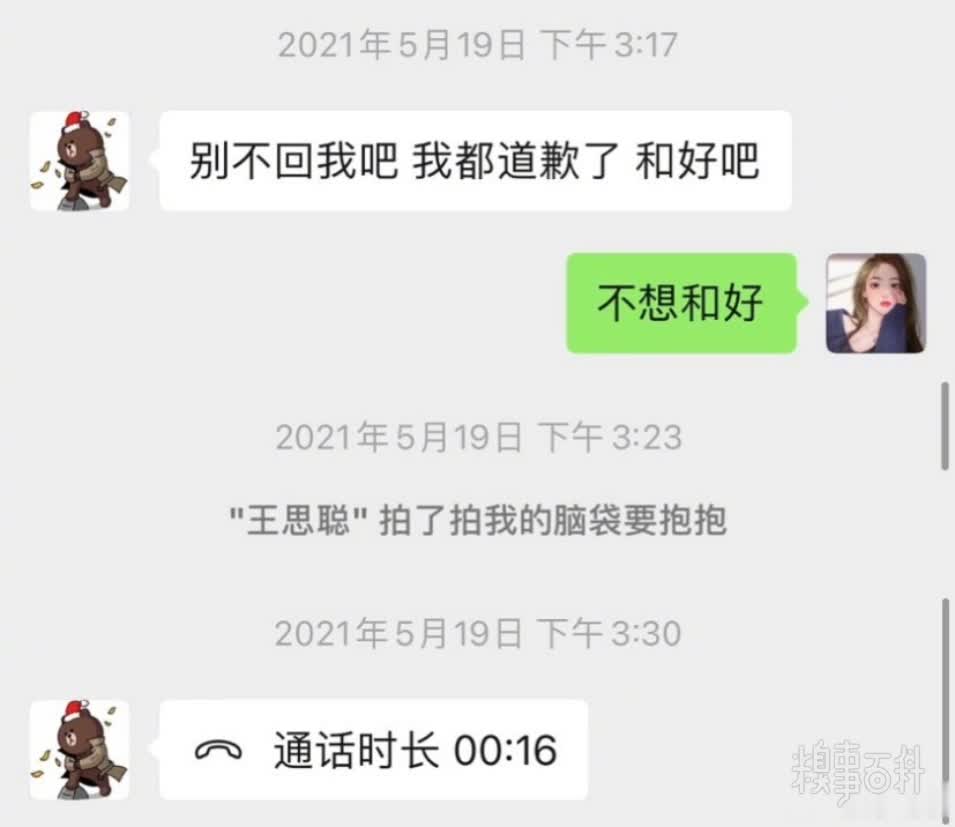 2021年5月19日 下午3:17
别不回我吧 我都道歉了 和好吧
不想和好
2021年5月19日 下午3:23
"王思聪" 拍了拍我的脑袋要抱抱
2021年5月19日 下午3:30
通话时长 00:16
糗事百科